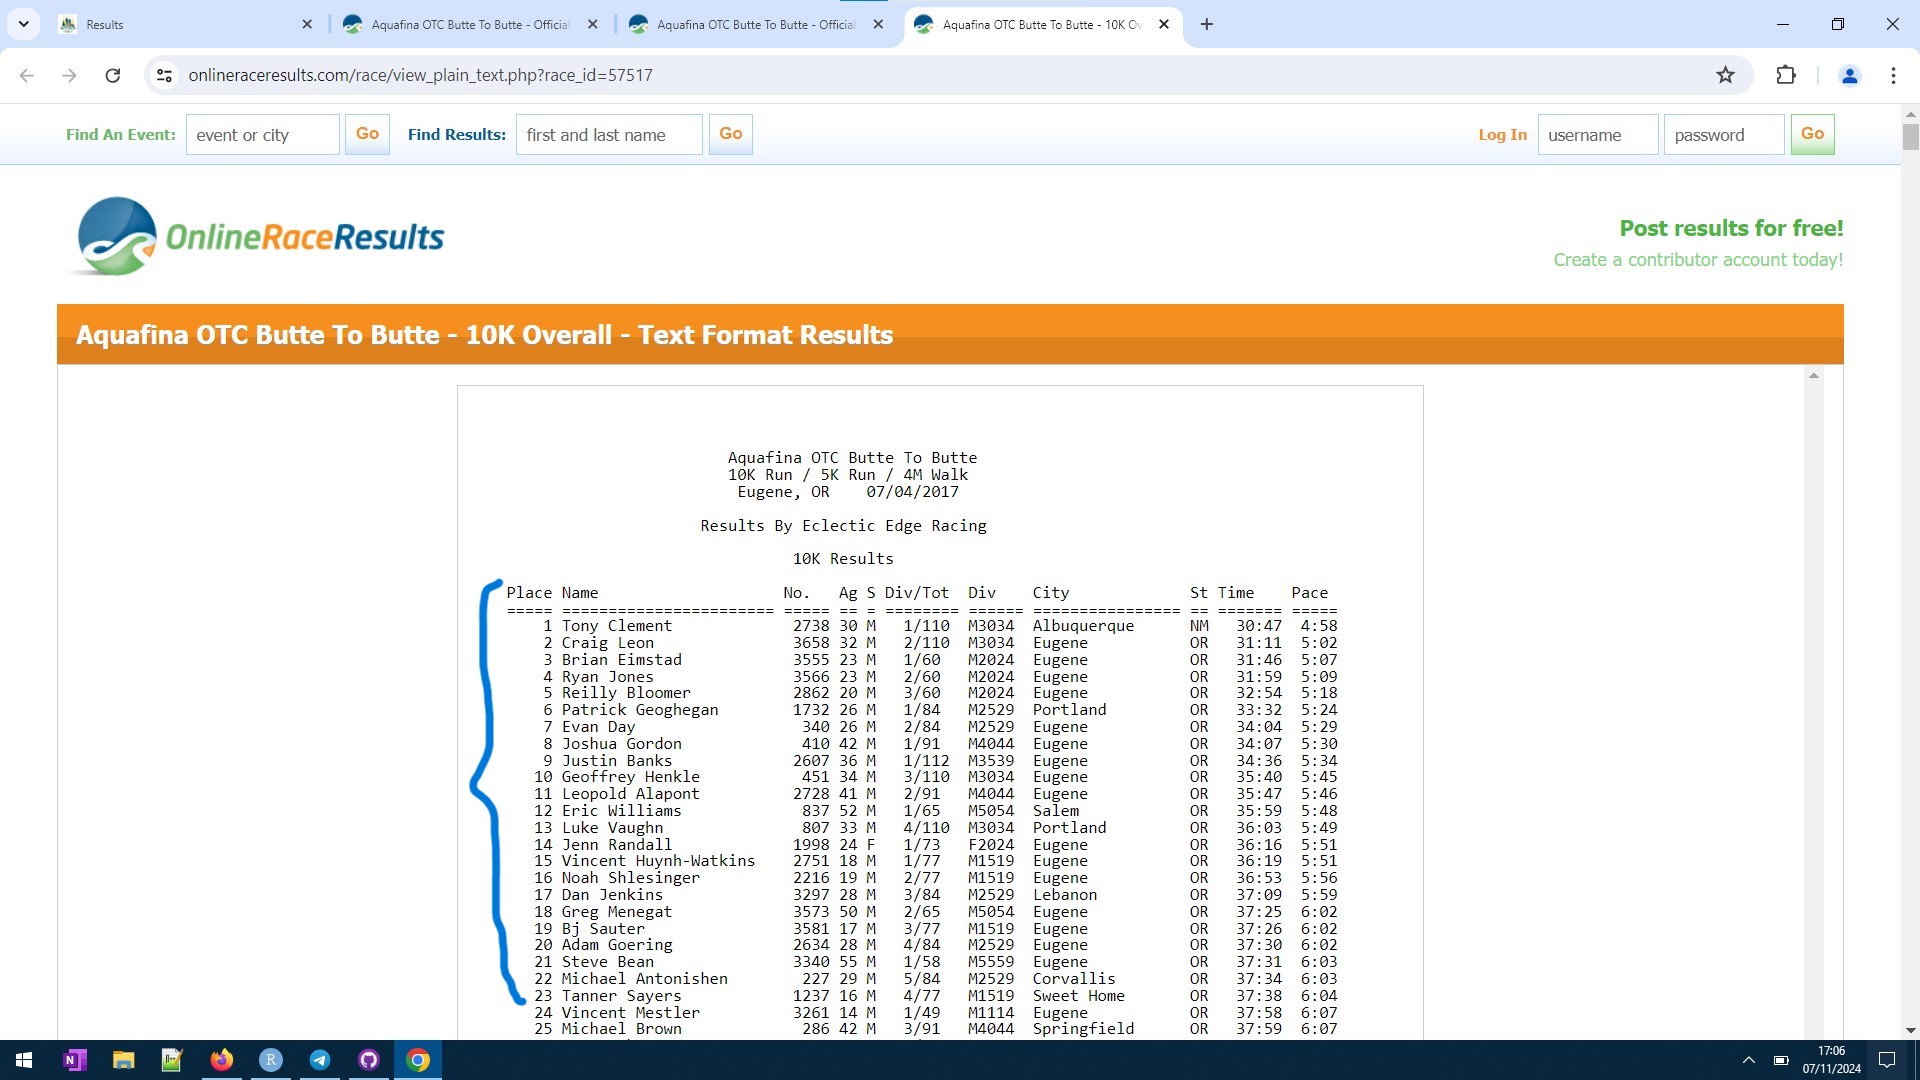 Results
Aquafina OTC Butte To Butte - Official
Aquafina OTC Butte To Butte - Official
Aquafina OTC Butte To Butte - 10K Ov
onlineraceresults.com/race/view_plain_text.php?race_id=57517
Find An Event: event or city Go Find Results: first and last name Go Log In username password Go
OnlineRaceResults
Post results for free!
Create a contributor account today!
Aquafina OTC Butte To Butte - 10K Overall - Text Format Results
Aquafina OTC Butte To Butte
10K Run / 5K Run / 4M Walk
Eugene, OR 07/04/2017
Results By Eclectic Edge Racing
10K Results
Place Name No. Ag S Div/Tot Div City St Time Pace
===== ======================= ===== == = ======== ====== ================ == ======= =====
1 Tony Clement 2738 30 M 1/110 M3034 Albuquerque NM 30:47 4:58
2 Craig Leon 3658 32 M 2/110 M3034 Eugene OR 31:11 5:02
3 Brian Eimstad 3555 23 M 1/60 M2024 Eugene OR 31:46 5:07
4 Ryan Jones 3566 23 M 2/60 M2024 Eugene OR 31:59 5:09
5 Reilly Bloomer 2862 20 M 3/60 M2024 Eugene OR 32:54 5:18
6 Patrick Geoghegan 1732 26 M 1/84 M2529 Portland OR 33:32 5:24
7 Evan Day 340 26 M 2/84 M2529 Eugene OR 34:04 5:29
8 Joshua Gordon 410 42 M 1/91 M4044 Eugene OR 34:07 5:30
9 Justin Banks 2607 36 M 1/112 M3539 Eugene OR 34:36 5:34
10 Geoffrey Henkle 451 34 M 3/110 M3034 Eugene OR 35:40 5:45
11 Leopold Alapont 2728 41 M 2/91 M4044 Eugene OR 35:47 5:46
12 Eric Williams 837 52 M 1/65 M5054 Salem OR 35:59 5:48
13 Luke Vaughn 807 33 M 4/110 M3034 Portland OR 36:03 5:49
14 Jenn Randall 1998 24 F 1/73 F2024 Eugene OR 36:16 5:51
15 Vincent Huynh-Watkins 2751 18 M 1/77 M1519 Eugene OR 36:19 5:51
16 Noah Shlesinger 2216 19 M 2/77 M1519 Eugene OR 36:53 5:56
17 Dan Jenkins 3297 28 M 3/84 M2529 Lebanon OR 37:09 5:59
18 Greg Menegat 3573 50 M 2/65 M5054 Eugene OR 37:25 6:02
19 Bj Sauter 3581 17 M 3/77 M1519 Eugene OR 37:26 6:02
20 Adam Goering 2634 28 M 4/84 M2529 Eugene OR 37:30 6:02
21 Steve Bean 3340 55 M 1/58 M5559 Eugene OR 37:31 6:03
22 Michael Antonishen 227 29 M 5/84 M2529 Corvallis OR 37:34 6:03
23 Tanner Sayers 1237 16 M 4/77 M1519 Sweet Home OR 37:38 6:04
24 Vincent Mestler 3261 14 M 1/49 M1114 Eugene OR 37:58 6:07
25 Michael Brown 286 42 M 3/91 M4044 Springfield OR 37:59 6:07
17:06
07/11/2024